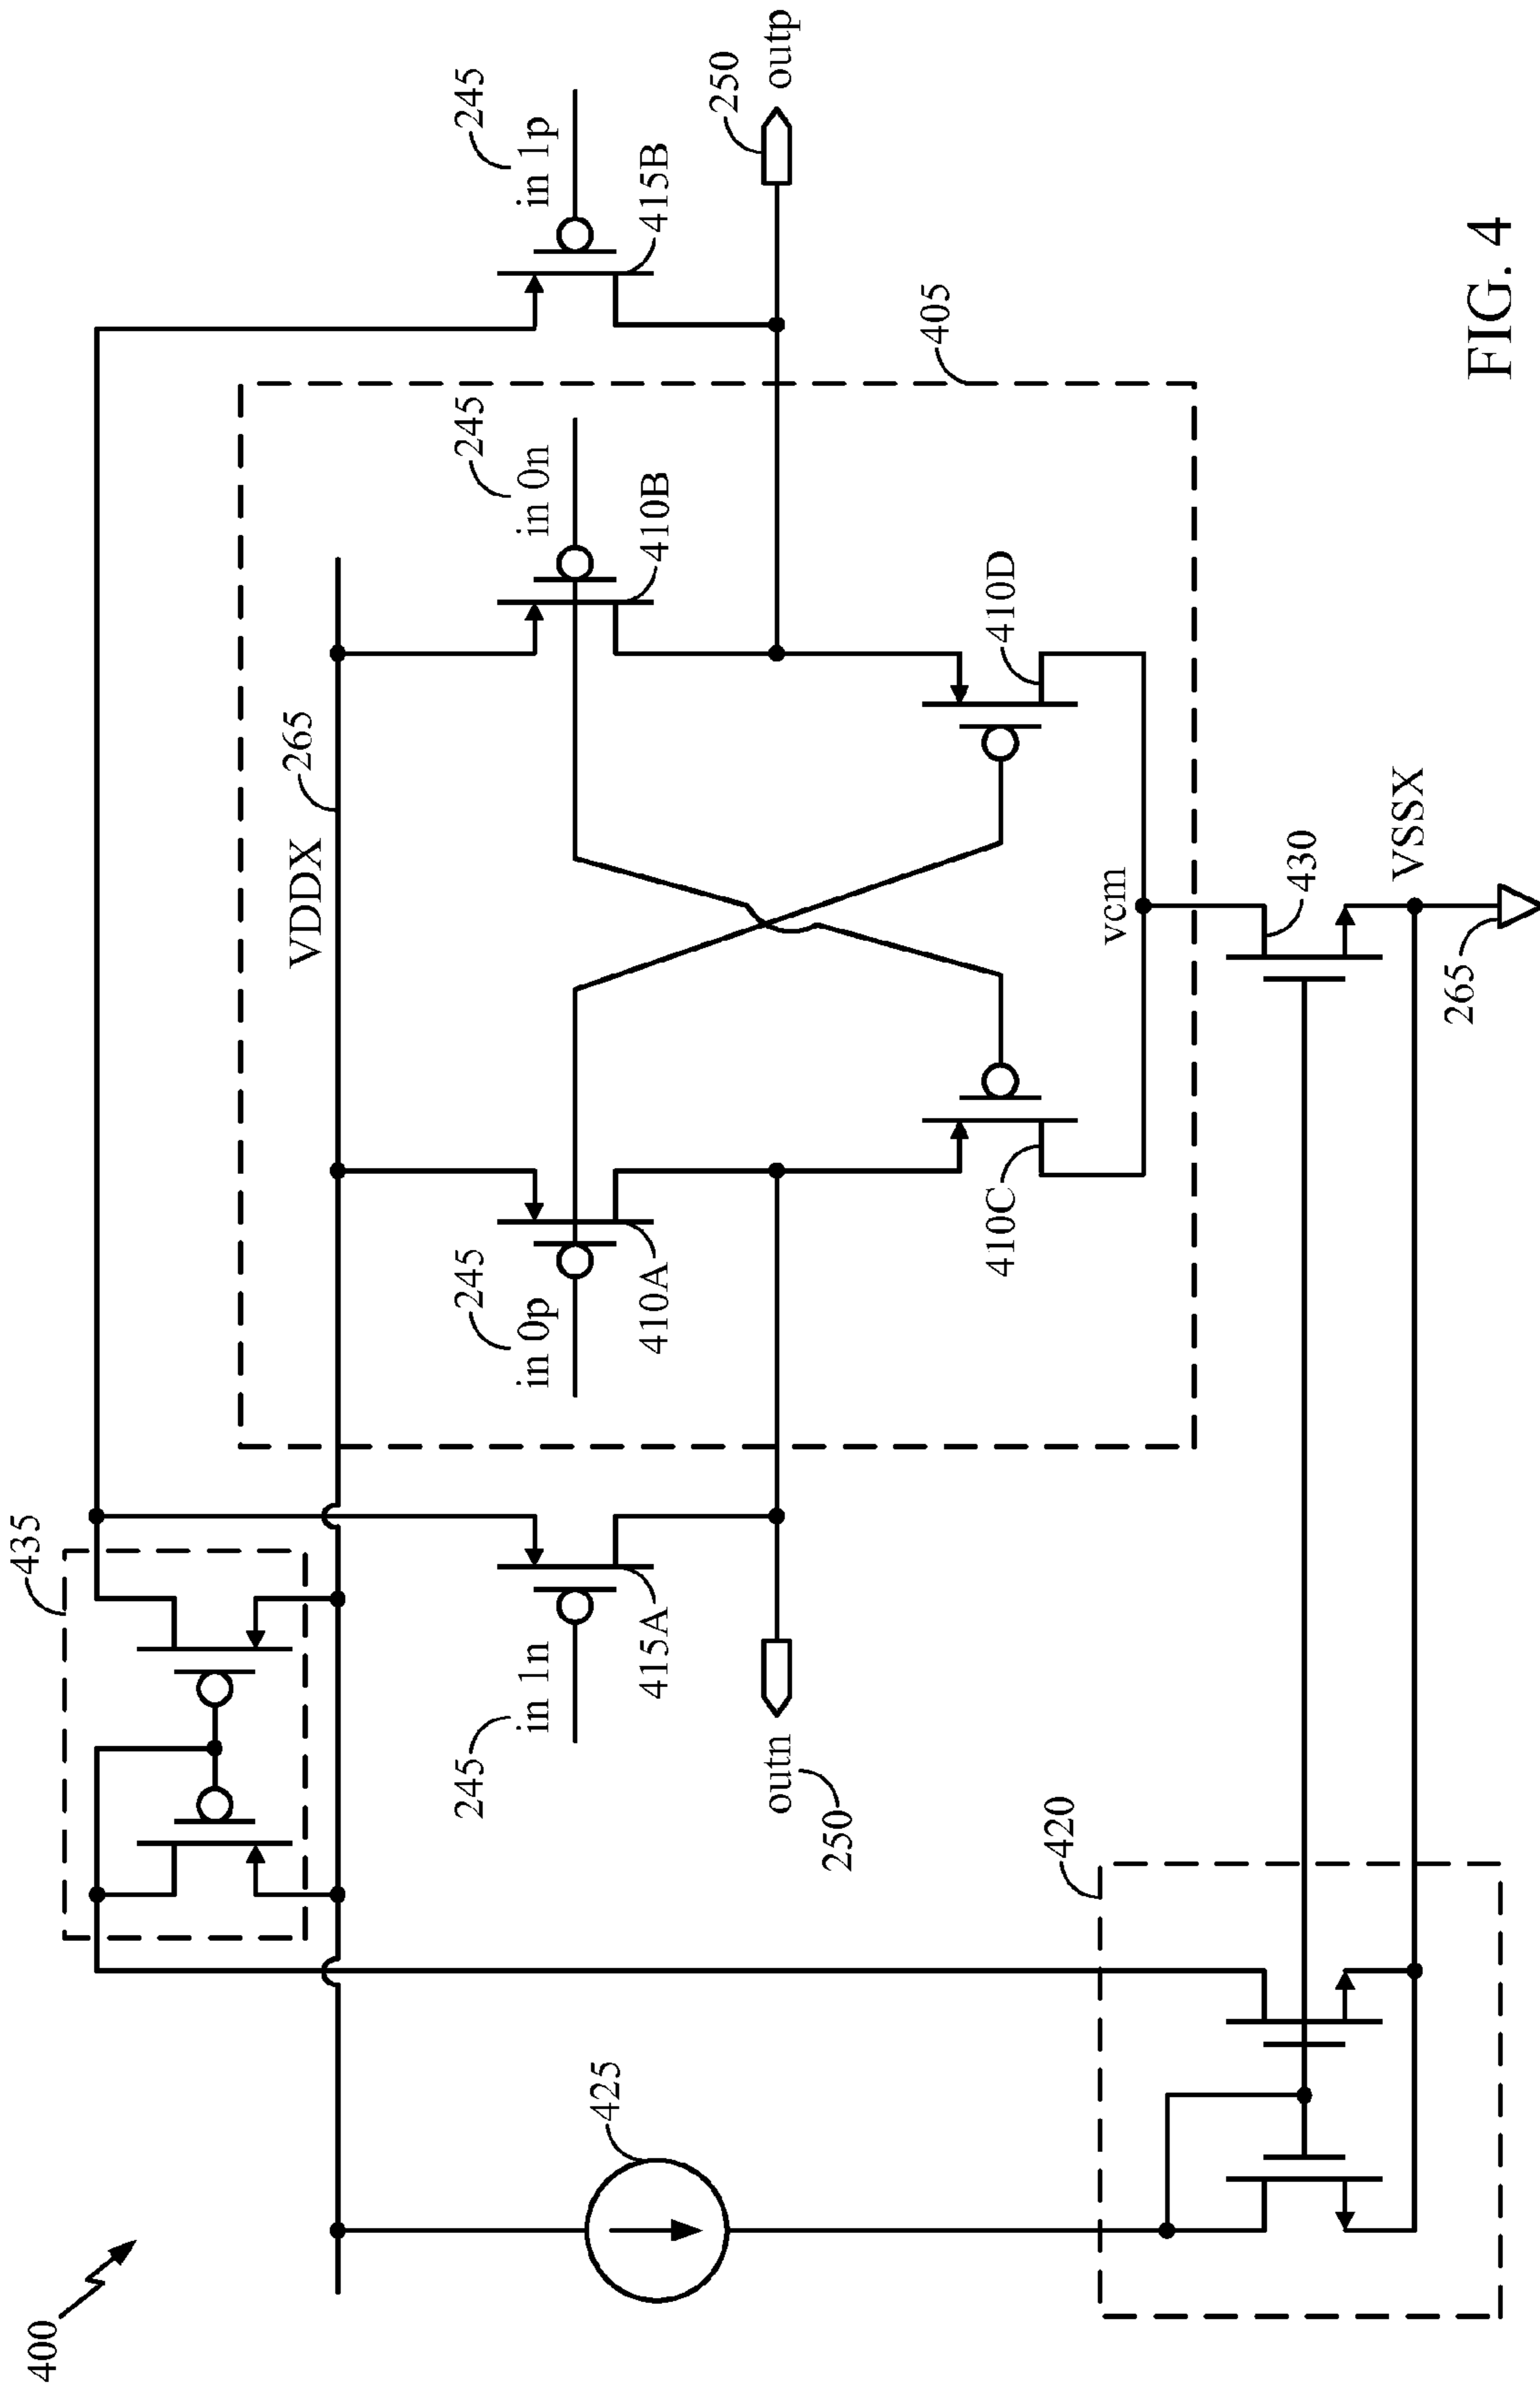 400
435
VDDX
265
245
in 1n
415A
245
in 0p
410A
245
in 0n
410B
245
in 1p
415B
outn
250
250
outp
425
410C
410D
405
vcm
420
430
VSSX
265
FIG. 4